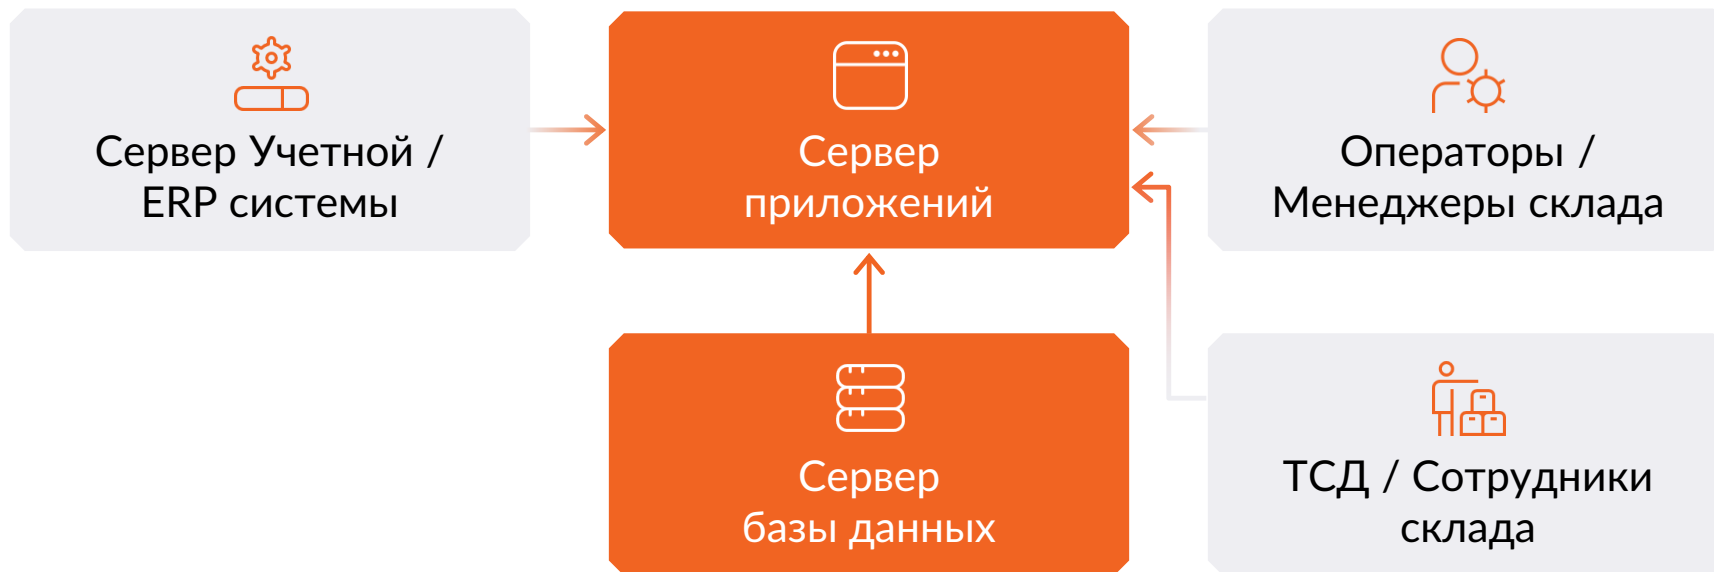 Сервер Учетной /
ERP системы
Сервер
приложений
Операторы /
Менеджеры склада
Сервер
базы данных
ТСД / Сотрудники
склада